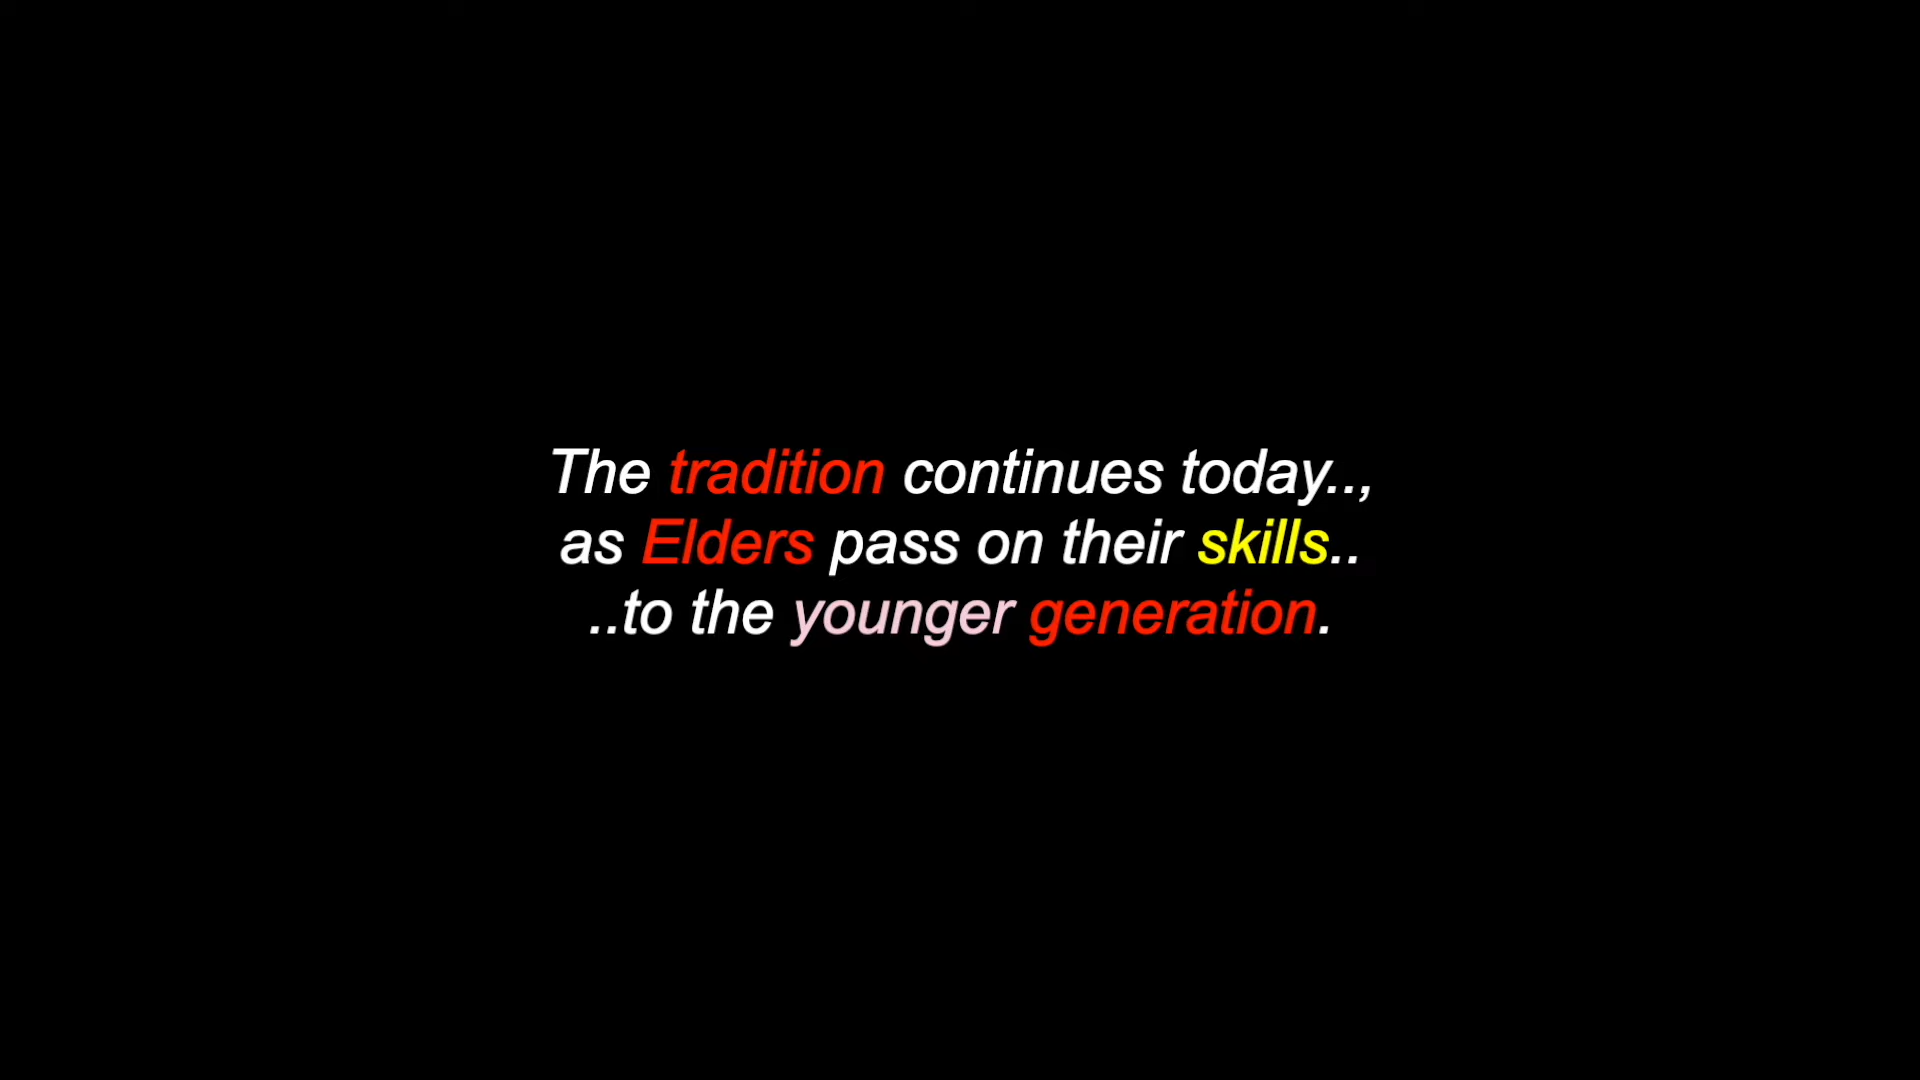 The tradition continues today..,
as Elders pass on their skills..
..to the younger generation.